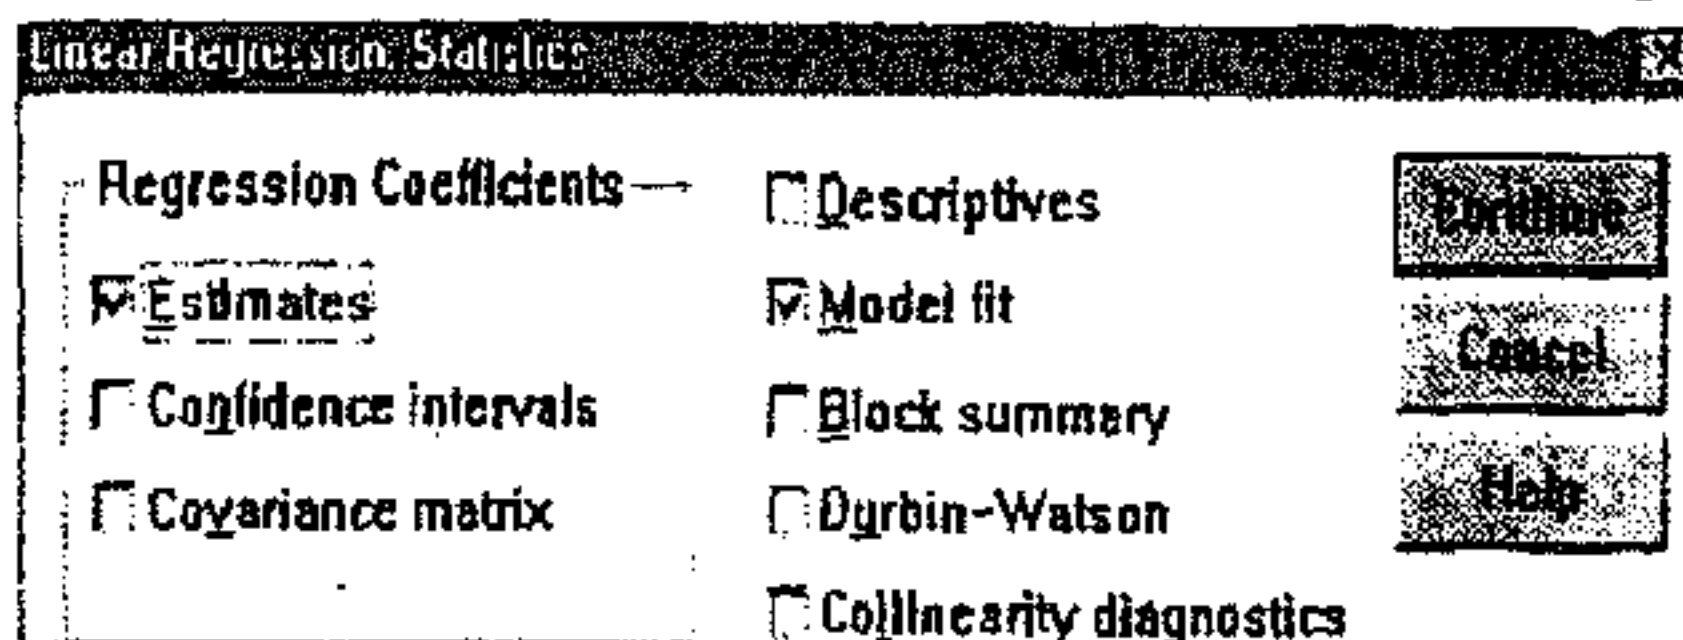 Linear Regression: Statistics
Regression Coefficients
Estimates
Confidence intervals
Covariance matrix
Descriptives
Model fit
Block summary
Durbin-Watson
Collinearity diagnostics
Continue
Cancel
Help